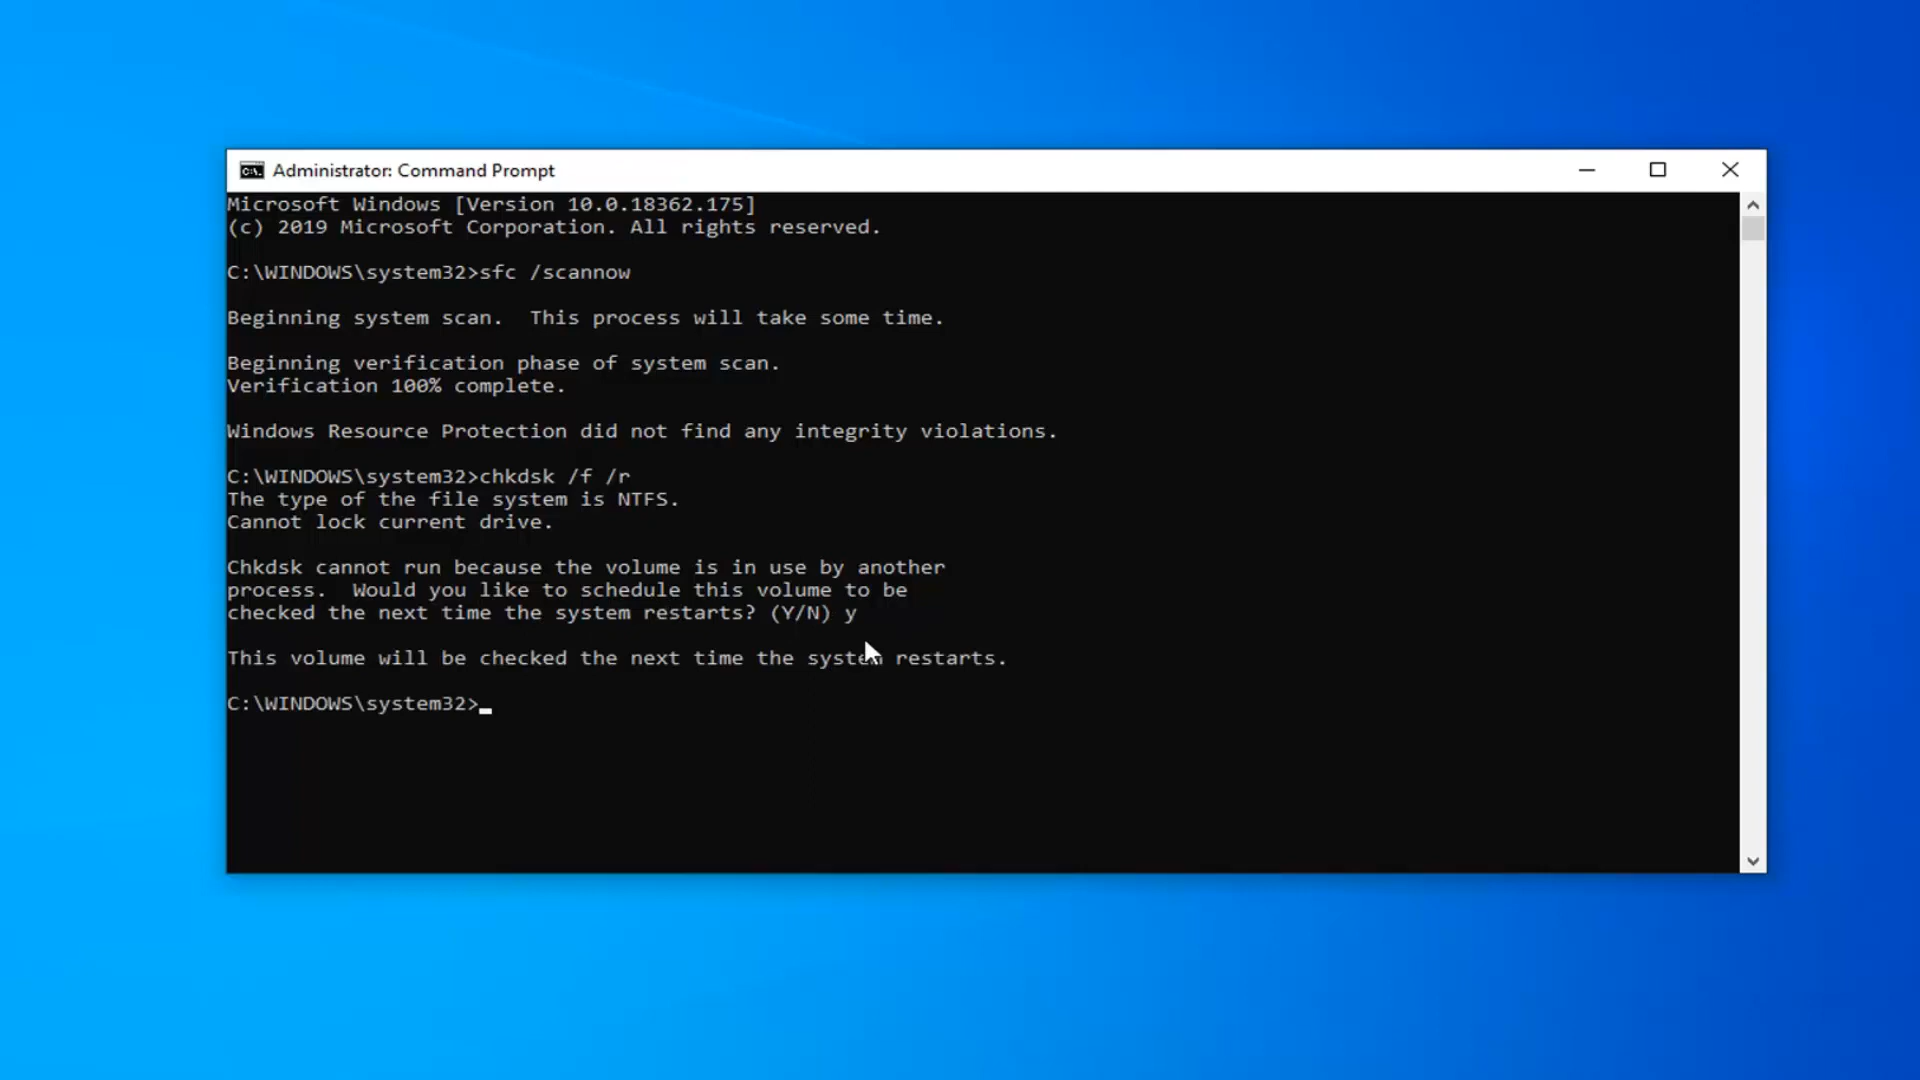 Administrator: Command Prompt
Microsoft Windows [Version 10.0.18362.175]
(c) 2019 Microsoft Corporation. All rights reserved.
C:\WINDOWS\system32>sfc /scannow
Beginning system scan.  This process will take some time.
Beginning verification phase of system scan.
Verification 100% complete.
Windows Resource Protection did not find any integrity violations.
C:\WINDOWS\system32>chkdsk /f /r
The type of the file system is NTFS.
Cannot lock current drive.
Chkdsk cannot run because the volume is in use by another
process.  Would you like to schedule this volume to be
checked the next time the system restarts? (Y/N) y
This volume will be checked the next time the system restarts.
C:\WINDOWS\system32>